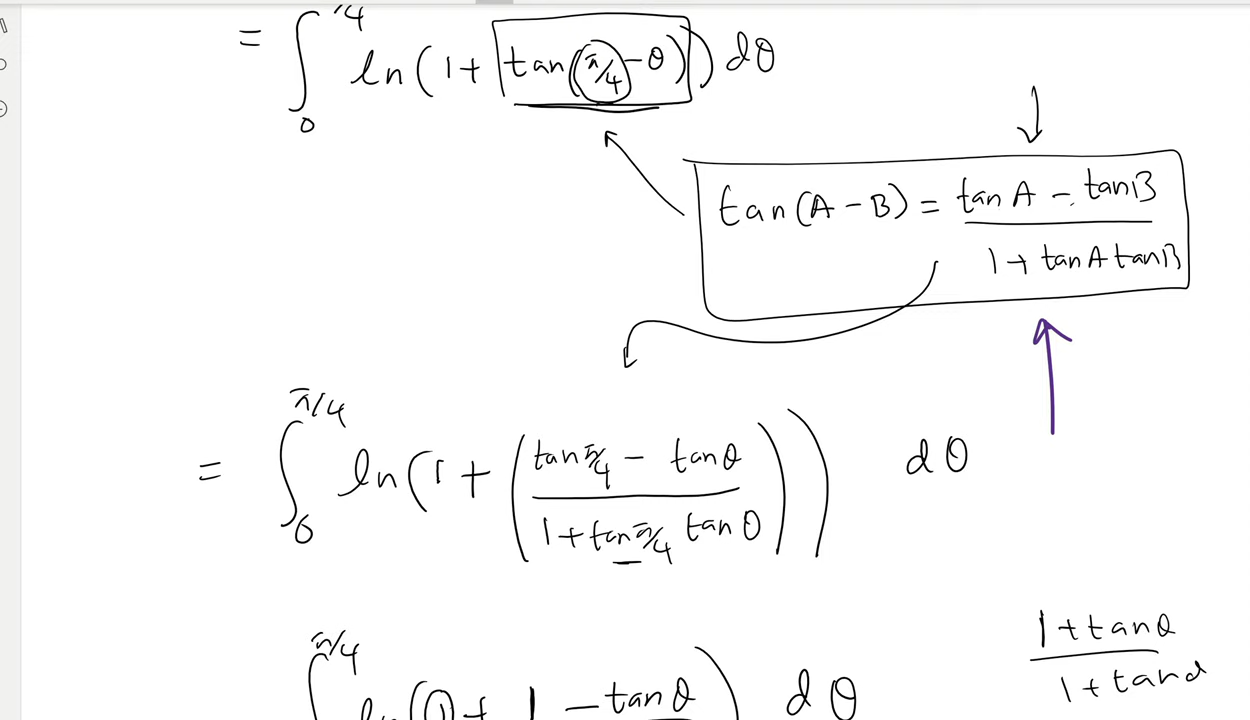 = ∫₀^π/4 ln(1 + tan(π/4 - θ)) dθ
tan(A - B) = (tan A - tan B) / (1 + tan A tan B)
= ∫₀^π/4 ln(1 + ((tan π/4 - tan θ) / (1 + tan π/4 tan θ))) dθ
(1 + tan θ) / (1 + tan θ)
∫^π/4 ln(1 + 1 - tan θ) dθ